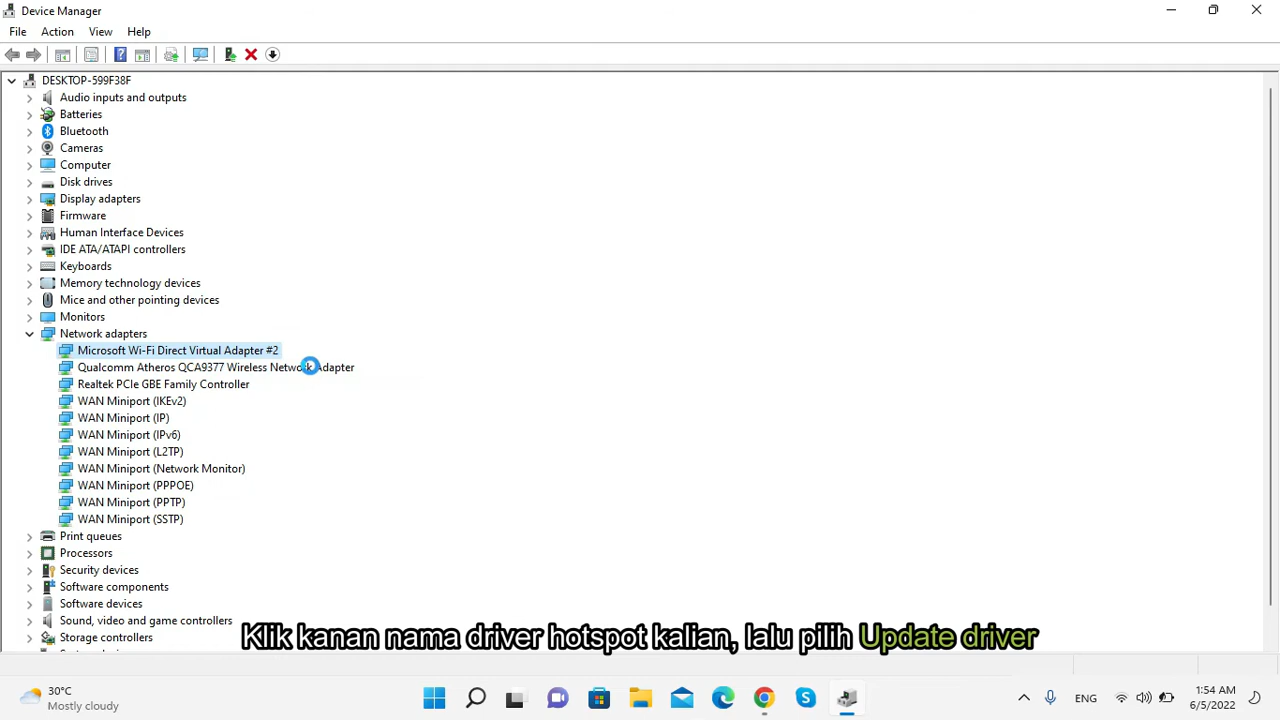 Device Manager
File Action View Help
DESKTOP-599F38F
Audio inputs and outputs
Batteries
Bluetooth
Cameras
Computer
Disk drives
Display adapters
Firmware
Human Interface Devices
IDE ATA/ATAPI controllers
Keyboards
Memory technology devices
Mice and other pointing devices
Monitors
Network adapters
Microsoft Wi-Fi Direct Virtual Adapter #2
Qualcomm Atheros QCA9377 Wireless Network Adapter
Realtek PCIe GBE Family Controller
WAN Miniport (IKEv2)
WAN Miniport (IP)
WAN Miniport (IPv6)
WAN Miniport (L2TP)
WAN Miniport (Network Monitor)
WAN Miniport (PPPOE)
WAN Miniport (PPTP)
WAN Miniport (SSTP)
Print queues
Processors
Security devices
Software components
Software devices
Sound, video and game controllers
Storage controllers
Klik kanan nama driver hotspot kalian, lalu pilih Update driver
30°C
Mostly cloudy
ENG
1:54 AM
6/5/2022